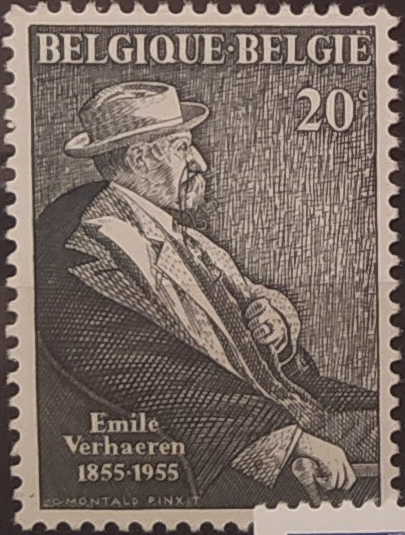 BELGIQUE·BELGIË
20c
Emile
Verhaeren
1855·1955
MONTALD PINXIT